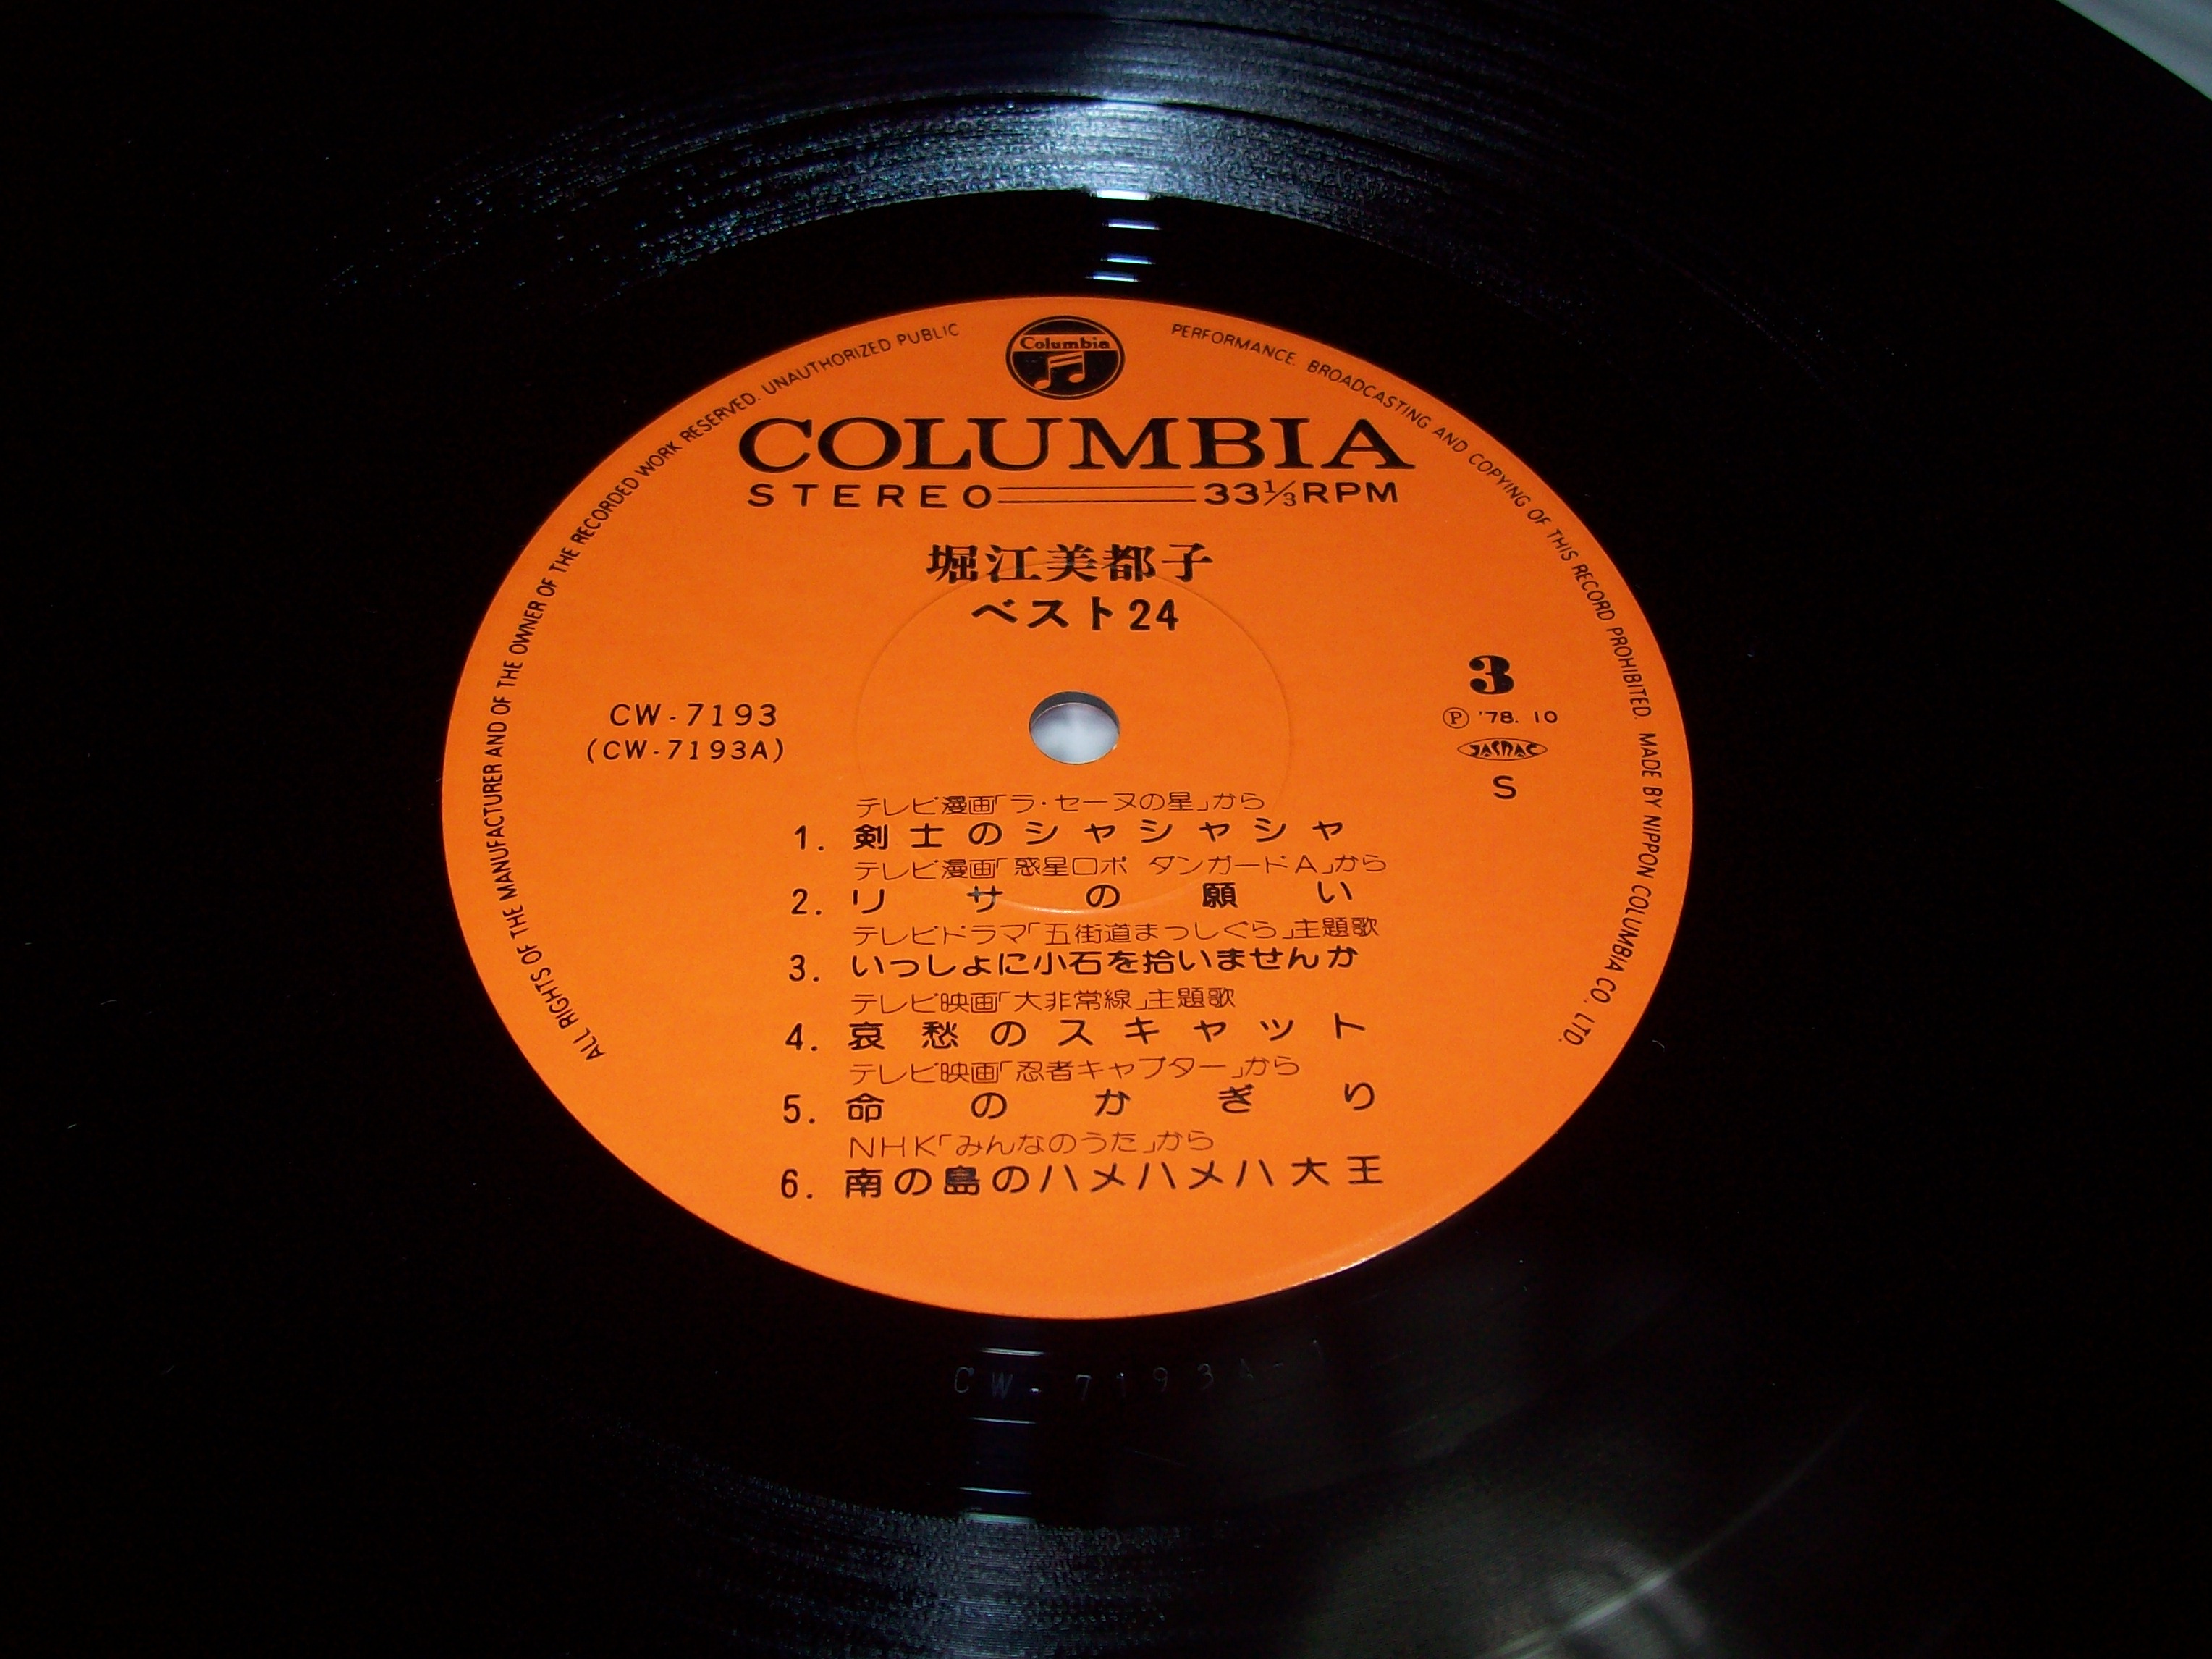 ALL RIGHTS OF THE MANUFACTURER AND OF THE OWNER OF THE RECORDED WORK RESERVED. UNAUTHORIZED PUBLIC
PERFORMANCE. BROADCASTING AND COPYING OF THIS RECORD PROHIBITED. MADE BY NIPPON COLUMBIA CO., LTD.
Columbia
COLUMBIA
STEREO 33⅓RPM
堀江美都子
ベスト24
3
CW-7193
Ⓟ '78. 10
(CW-7193A)
JASRAC
S
テレビ漫画「ラ・セーヌの星」から
1. 剣士のシャシャシャ
テレビ漫画「惑星ロボ ダンガードA」から
2. リサの願い
テレビドラマ「五街道まっしぐら」主題歌
3. いっしょに小石を拾いませんか
テレビ映画「大非常線」主題歌
4. 哀愁のスキャット
テレビ映画「忍者キャプター」から
5. 命のかぎり
NHK「みんなのうた」から
6. 南の島のハメハメハ大王
CW-7193A-1